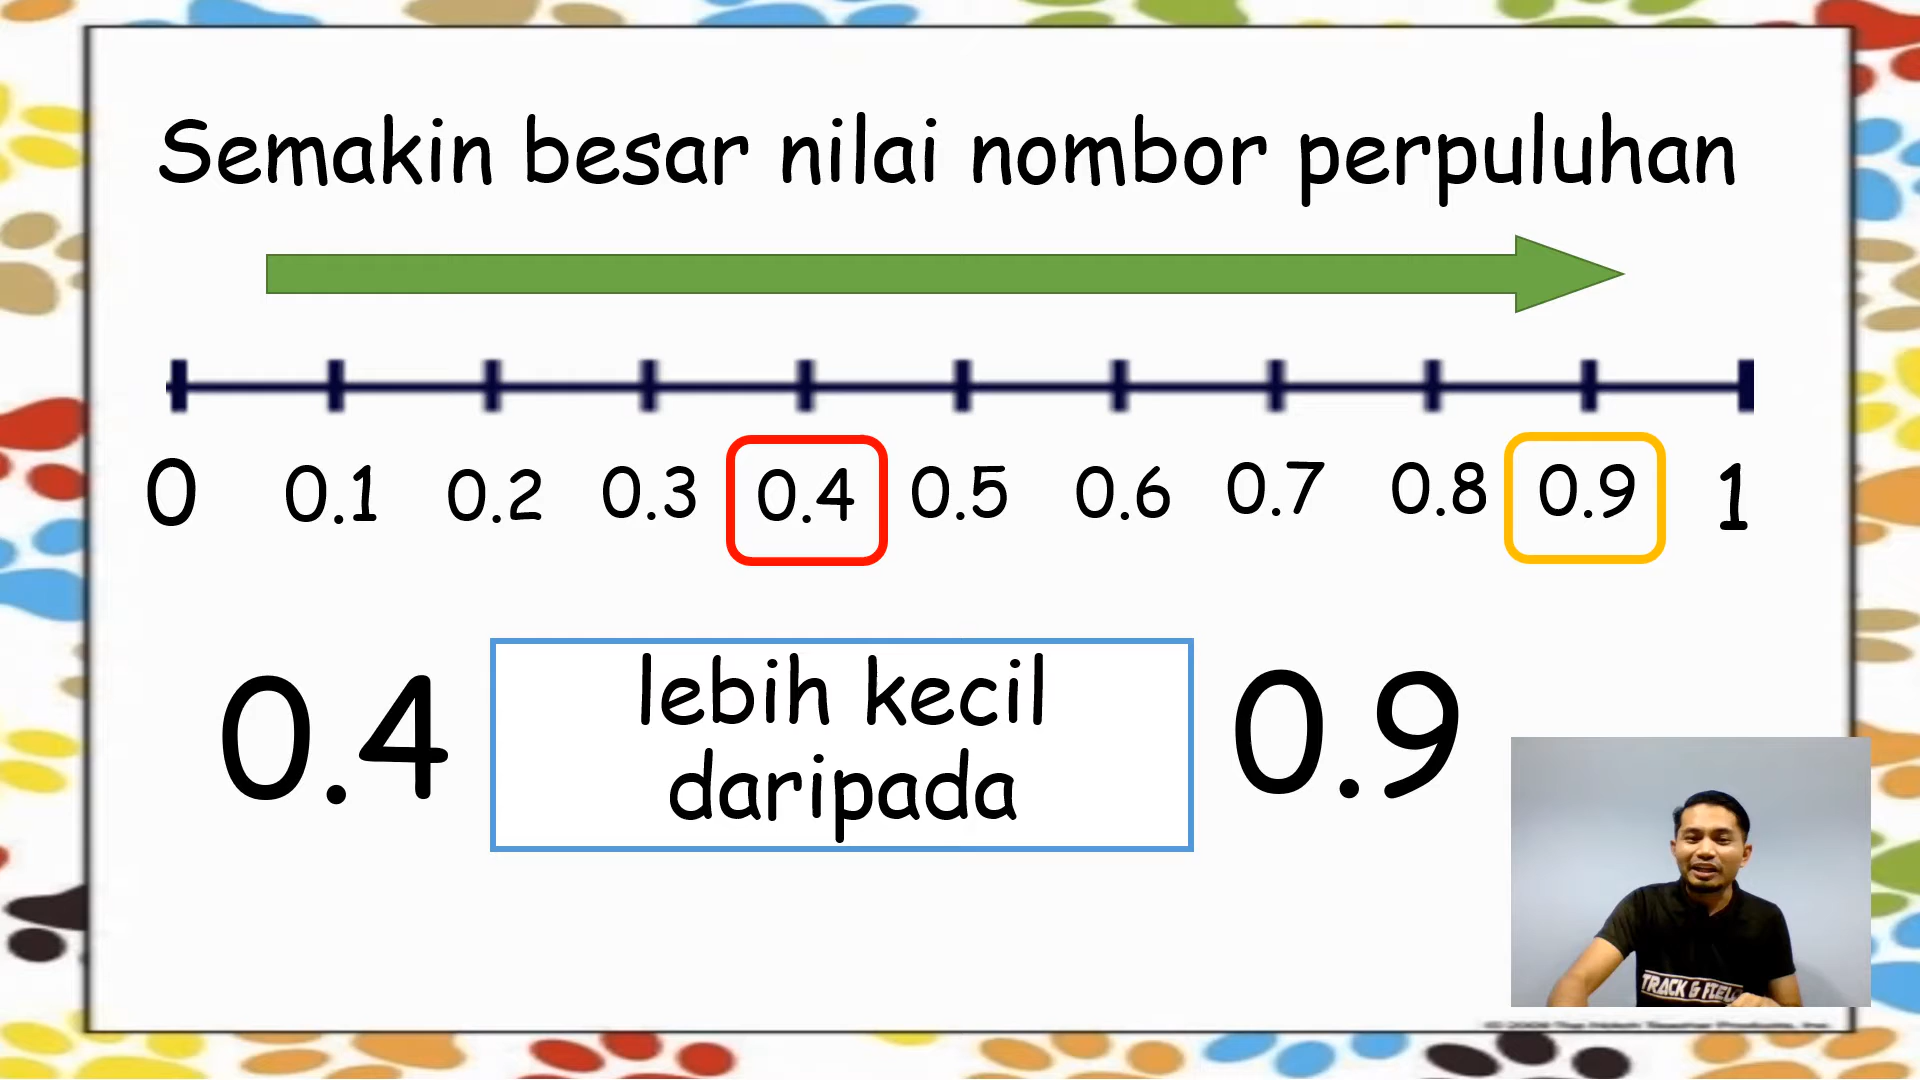 Semakin besar nilai nombor perpuluhan
0 0.1 0.2 0.3 0.4 0.5 0.6 0.7 0.8 0.9 1
0.4 lebih kecil daripada 0.9
TRACK & FIELD